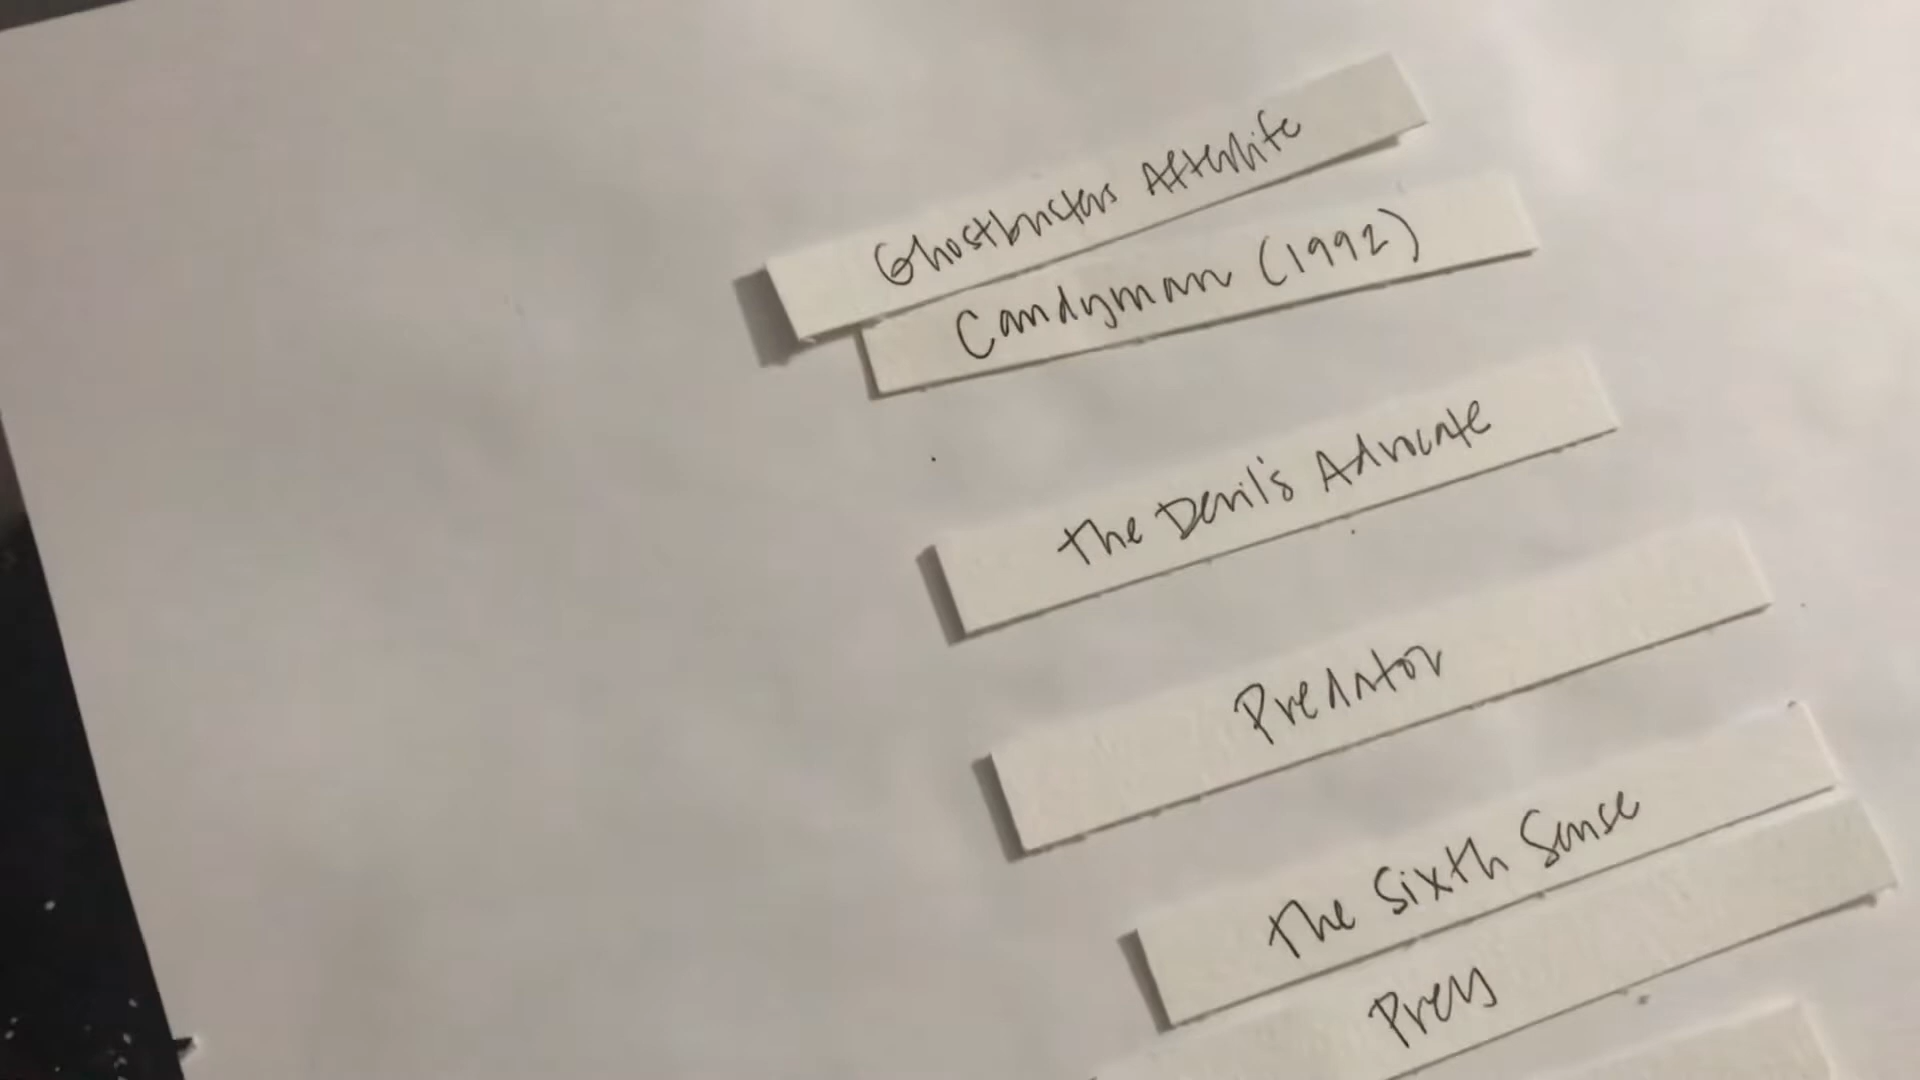 Ghostbusters Afterlife
Candyman (1992)
The Devil's Advocate
Predator
The Sixth Sense
Prey